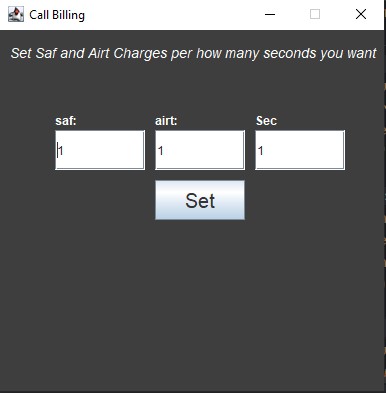 Call Billing
Set Saf and Airt Charges per how many seconds you want
saf: airt: Sec
1 1 1
Set